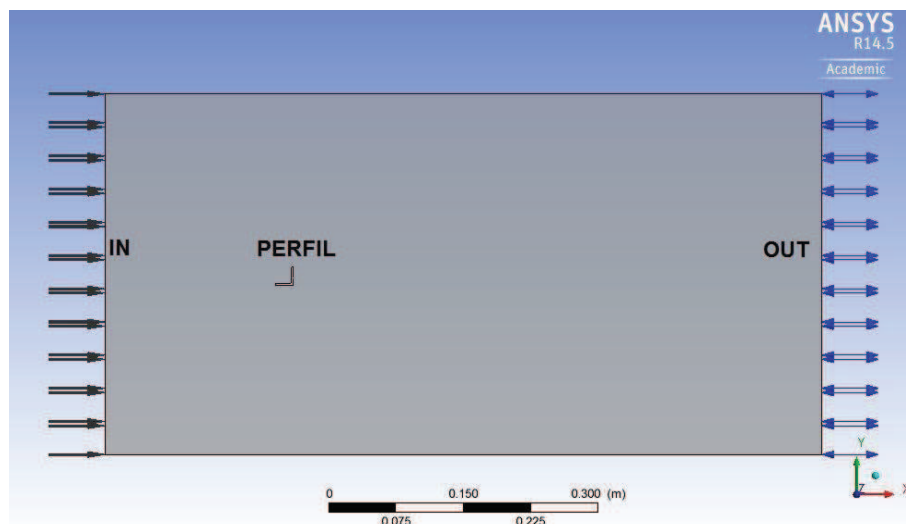 ANSYS
R14.5
Academic
IN
PERFIL
OUT
Y
Z
X
0 0.150 0.300 (m)
0.075 0.225